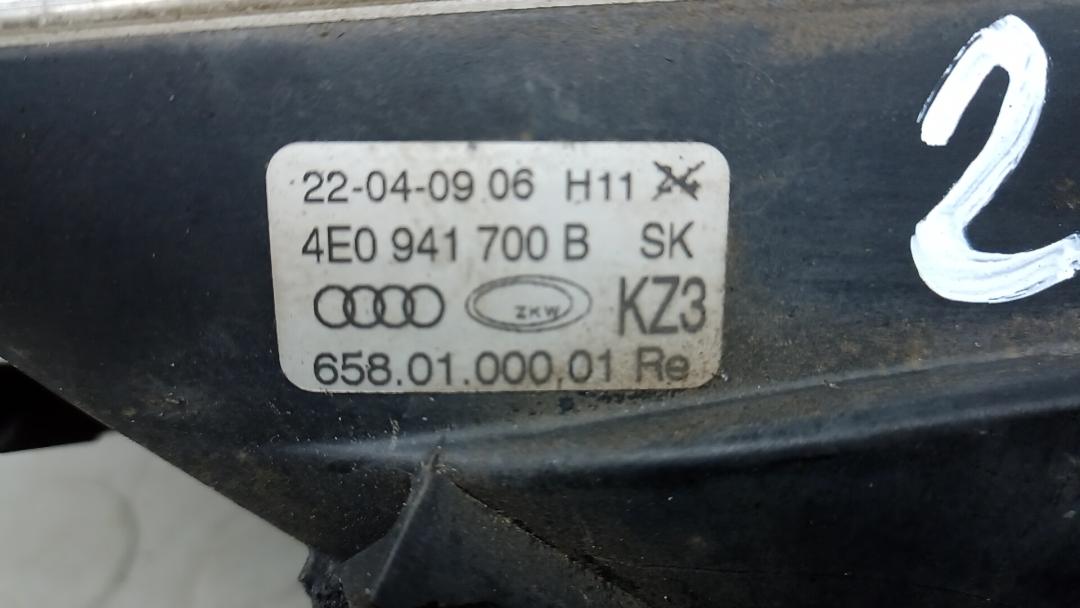 22-04-09 06 H11
4E0 941 700 B SK
ZKW KZ3
658.01.000.01 Re
2